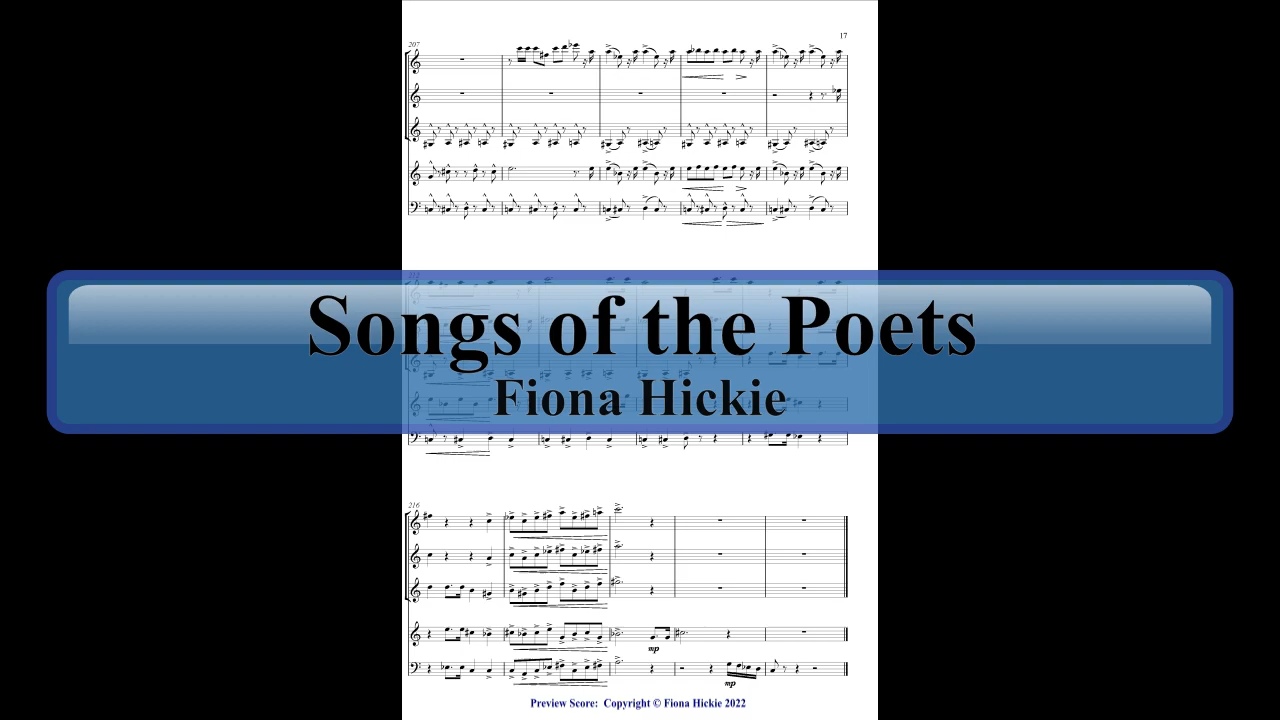 17
207
Songs of the Poets
Fiona Hickie
216
mp
mp
Preview Score: Copyright © Fiona Hickie 2022